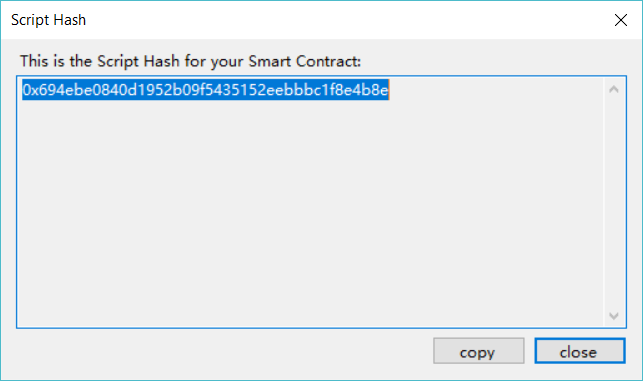 Script Hash
This is the Script Hash for your Smart Contract:
0x694ebe0840d1952b09f5435152eebbbc1f8e4b8e
copy
close